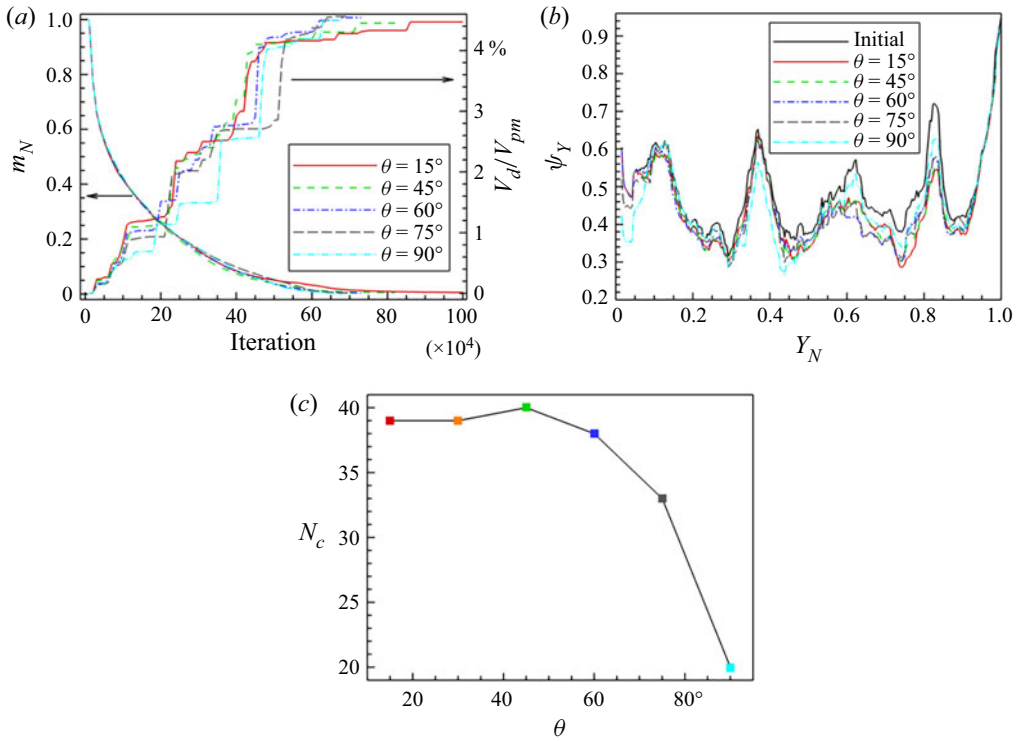 (a)
1.0
0.8
0.6
0.4
0.2
0
m_N
4 %
3
2
1
0
V_d/V_pm
θ = 15°
θ = 45°
θ = 60°
θ = 75°
θ = 90°
0 20 40 60 80 100
Iteration (×10⁴)
(b)
0.9
0.8
0.7
0.6
0.5
0.4
0.3
0.2
ψ_Y
Initial
θ = 15°
θ = 45°
θ = 60°
θ = 75°
θ = 90°
0 0.2 0.4 0.6 0.8 1.0
Y_N
(c)
40
35
30
25
20
N_c
20 40 60 80°
θ